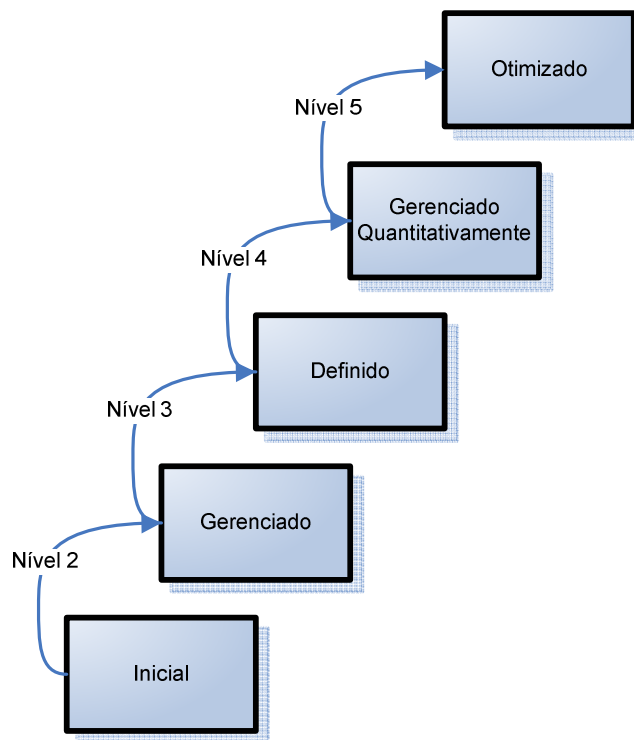 Otimizado
Nível 5
Gerenciado
Quantitativamente
Nível 4
Definido
Nível 3
Gerenciado
Nível 2
Inicial